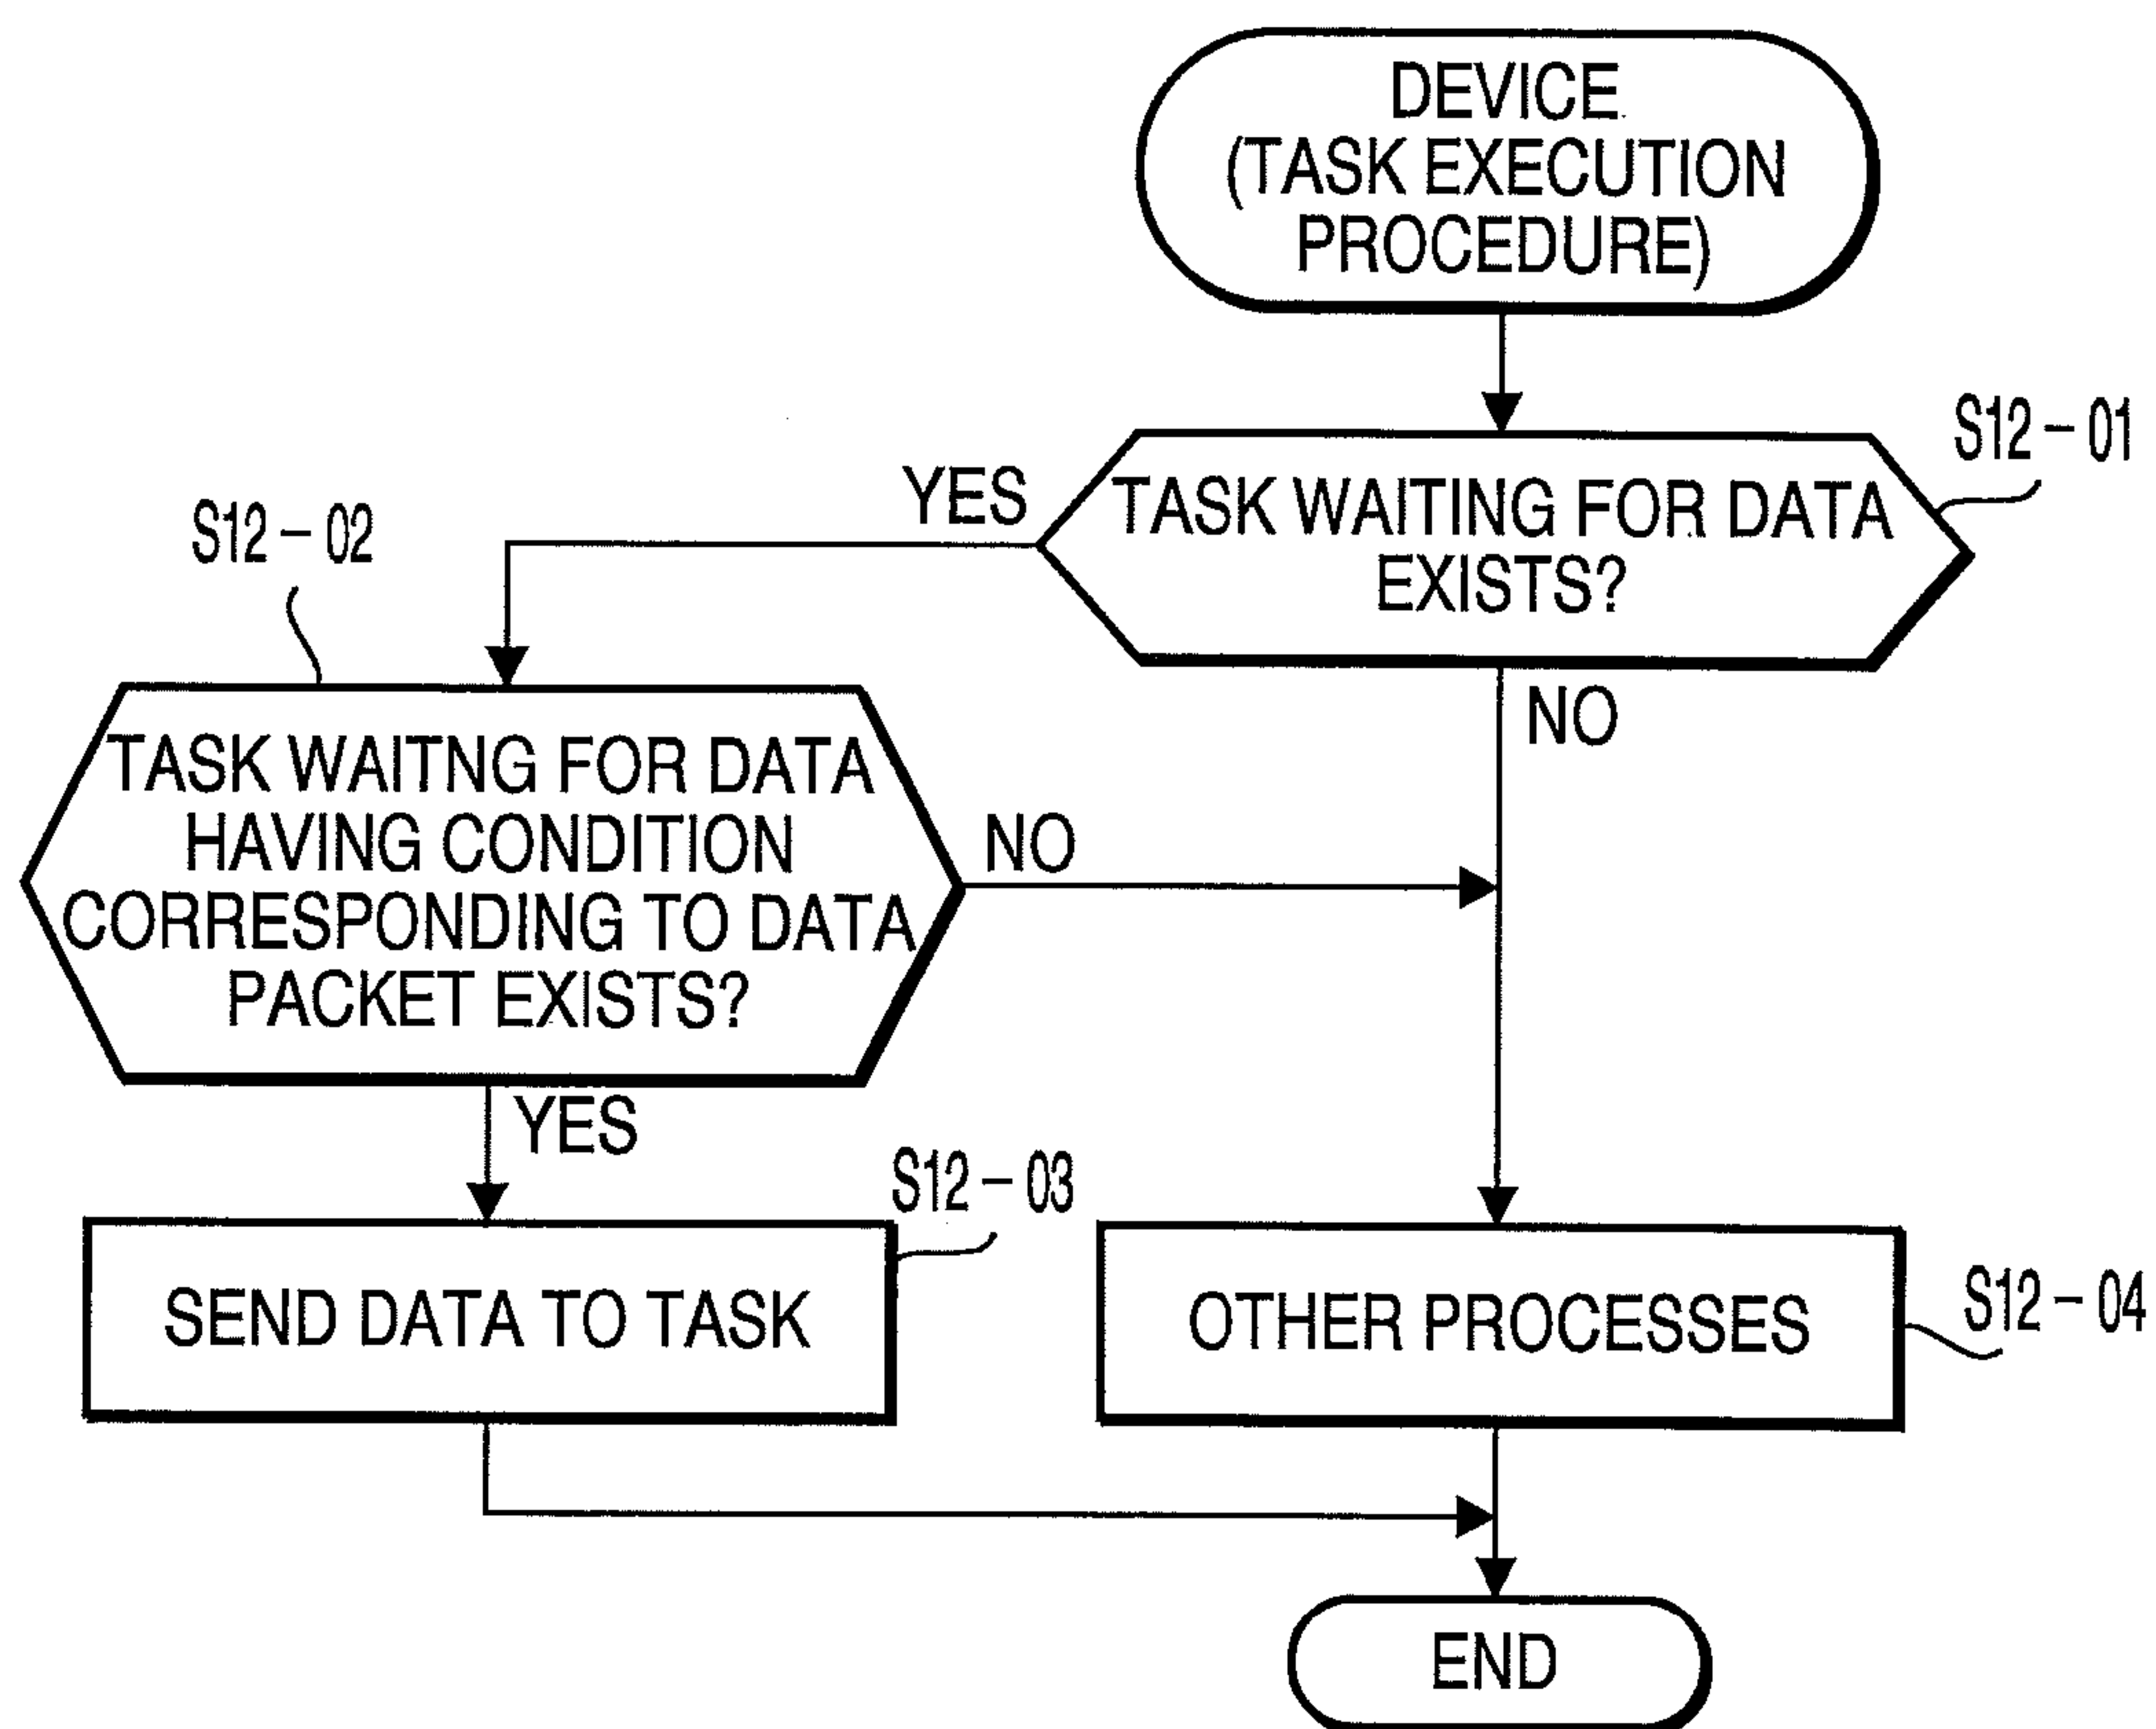 DEVICE
(TASK EXECUTION
PROCEDURE)
S12-01
TASK WAITING FOR DATA
EXISTS?
YES
NO
S12-02
TASK WAITNG FOR DATA
HAVING CONDITION
CORRESPONDING TO DATA
PACKET EXISTS?
NO
YES
S12-03
SEND DATA TO TASK
OTHER PROCESSES
S12-04
END